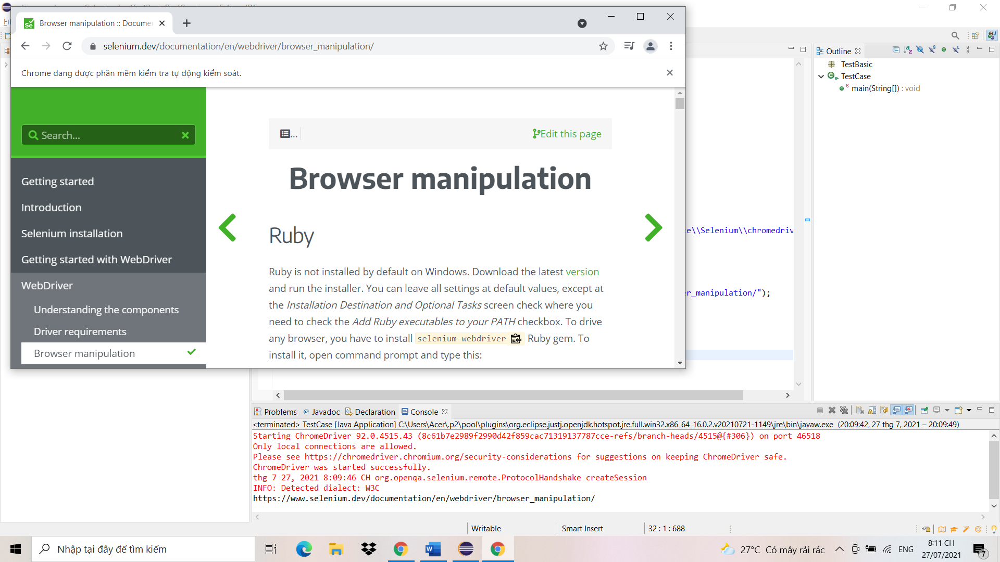 Browser manipulation :: Docume
selenium.dev/documentation/en/webdriver/browser_manipulation/
Chrome đang được phần mềm kiểm tra tự động kiểm soát.
Search...
Getting started
Introduction
Selenium installation
Getting started with WebDriver
WebDriver
Understanding the components
Driver requirements
Browser manipulation
...
Edit this page
Browser manipulation
Ruby
Ruby is not installed by default on Windows. Download the latest version
and run the installer. You can leave all settings at default values, except at
the Installation Destination and Optional Tasks screen check where you
need to check the Add Ruby executables to your PATH checkbox. To drive
any browser, you have to install selenium-webdriver Ruby gem. To
install it, open command prompt and type this:
e\\Selenium\\chromedriv
r_manipulation/");
Outline
TestBasic
TestCase
main(String[]) : void
Problems @ Javadoc Declaration Console
<terminated> TestCase [Java Application] C:\Users\Acer\.p2\pool\plugins\org.eclipse.justj.openjdk.hotspot.jre.full.win32.x86_64_16.0.2.v20210721-1149\jre\bin\javaw.exe (20:09:42, 27 thg 7, 2021 – 20:09:49)
Starting ChromeDriver 92.0.4515.43 (8c61b7e2989f2990d42f859cac71319137787cce-refs/branch-heads/4515@{#306}) on port 46518
Only local connections are allowed.
Please see https://chromedriver.chromium.org/security-considerations for suggestions on keeping ChromeDriver safe.
ChromeDriver was started successfully.
thg 7 27, 2021 8:09:46 CH org.openqa.selenium.remote.ProtocolHandshake createSession
INFO: Detected dialect: W3C
https://www.selenium.dev/documentation/en/webdriver/browser_manipulation/
Writable Smart Insert 32 : 1 : 688
Nhập tại đây để tìm kiếm
27°C Có mây rải rác
ENG
8:11 CH
27/07/2021
7